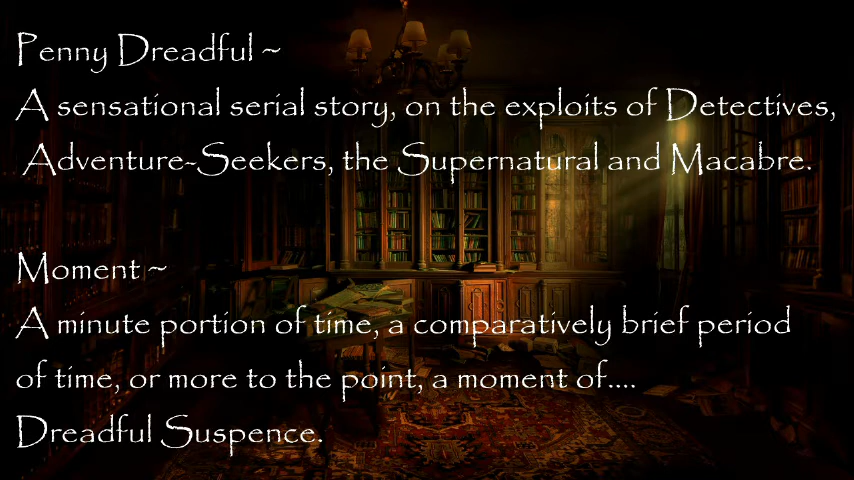 Penny Dreadful ~
A sensational serial story, on the exploits of Detectives,
Adventure-Seekers, the Supernatural and Macabre.
Moment ~
A minute portion of time, a comparatively brief period
of time, or more to the point, a moment of....
Dreadful Suspence.